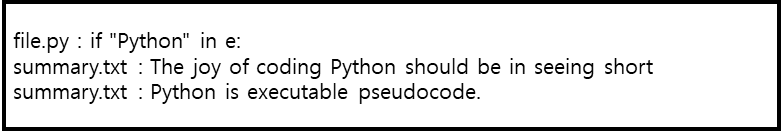 file.py : if "Python" in e:
summary.txt : The joy of coding Python should be in seeing short
summary.txt : Python is executable pseudocode.